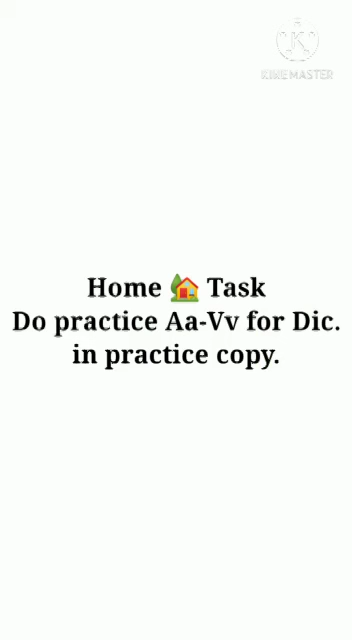 K
KINEMASTER
Home 🏡 Task
Do practice Aa-Vv for Dic.
in practice copy.